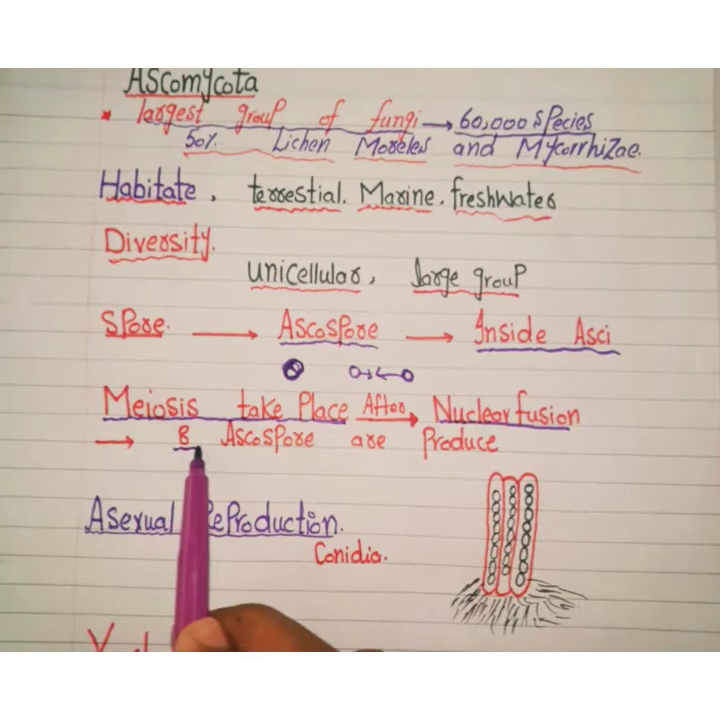 Ascomycota
* largest group of fungi → 60,000 species
50% Lichen Moreles and Mycorrhizae.
Habitate, terrestial. Marine. freshwater
Diversity.
unicellular, large group
Spore. → Ascospore → Inside Asci
Meiosis take Place After → Nuclear fusion
→ 8 Ascospore are Produce
Asexual Reproduction.
Conidia.